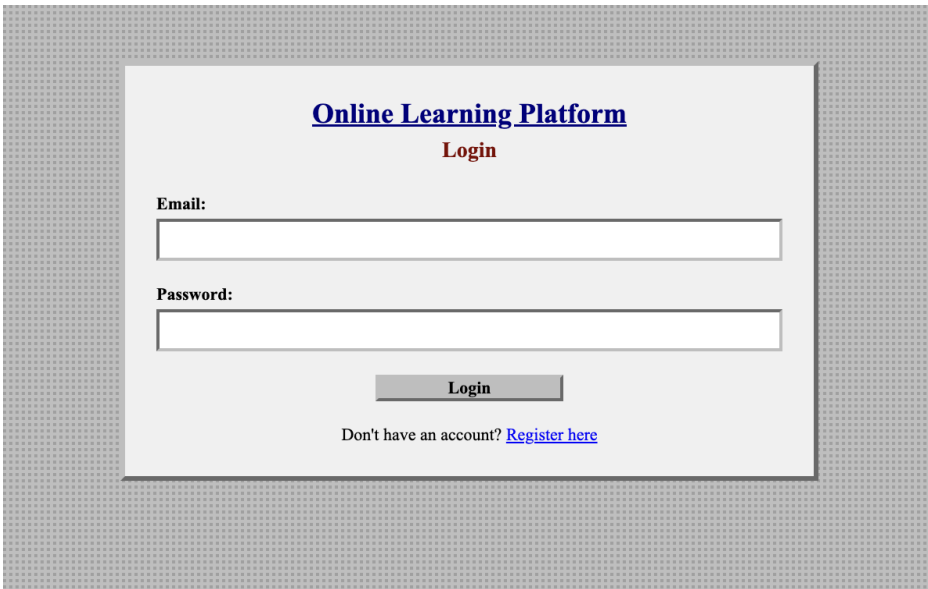 Online Learning Platform
Login
Email:
Password:
Login
Don't have an account? Register here